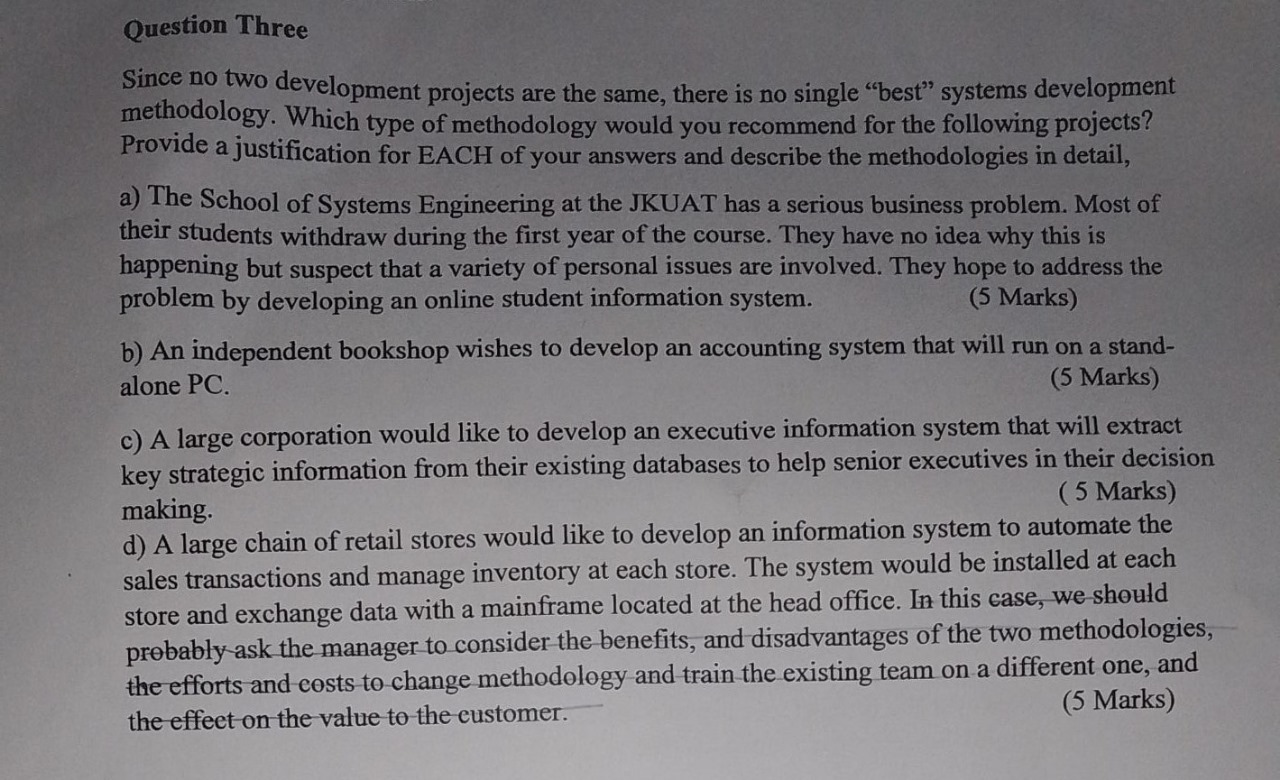 Question Three
Since no two development projects are the same, there is no single “best” systems development
methodology. Which type of methodology would you recommend for the following projects?
Provide a justification for EACH of your answers and describe the methodologies in detail,
a) The School of Systems Engineering at the JKUAT has a serious business problem. Most of
their students withdraw during the first year of the course. They have no idea why this is
happening but suspect that a variety of personal issues are involved. They hope to address the
problem by developing an online student information system. (5 Marks)
b) An independent bookshop wishes to develop an accounting system that will run on a stand-
alone PC. (5 Marks)
c) A large corporation would like to develop an executive information system that will extract
key strategic information from their existing databases to help senior executives in their decision
making. ( 5 Marks)
d) A large chain of retail stores would like to develop an information system to automate the
sales transactions and manage inventory at each store. The system would be installed at each
store and exchange data with a mainframe located at the head office. In this case, we should
probably ask the manager to consider the benefits, and disadvantages of the two methodologies,
the efforts and costs to change methodology and train the existing team on a different one, and
the effect on the value to the customer. (5 Marks)